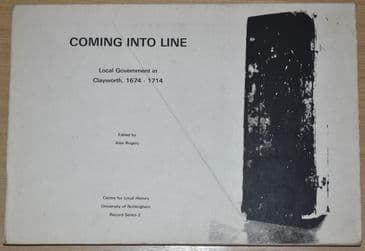 COMING INTO LINE
Local Government in
Clayworth, 1674 - 1714
Edited by
Alan Rogers
Centre for Local History
University of Nottingham
Record Series 2